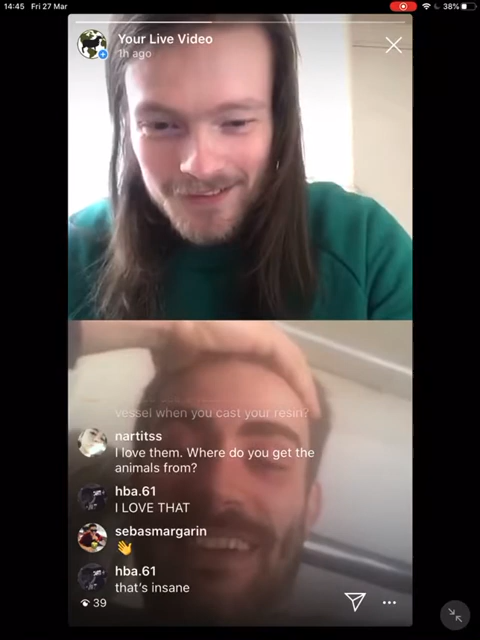 14:45 Fri 27 Mar
38%
Your Live Video
1h ago
vessel when you cast your resin?
nartitss
I love them. Where do you get the
animals from?
hba.61
I LOVE THAT
sebasmargarin
👋
hba.61
that's insane
39